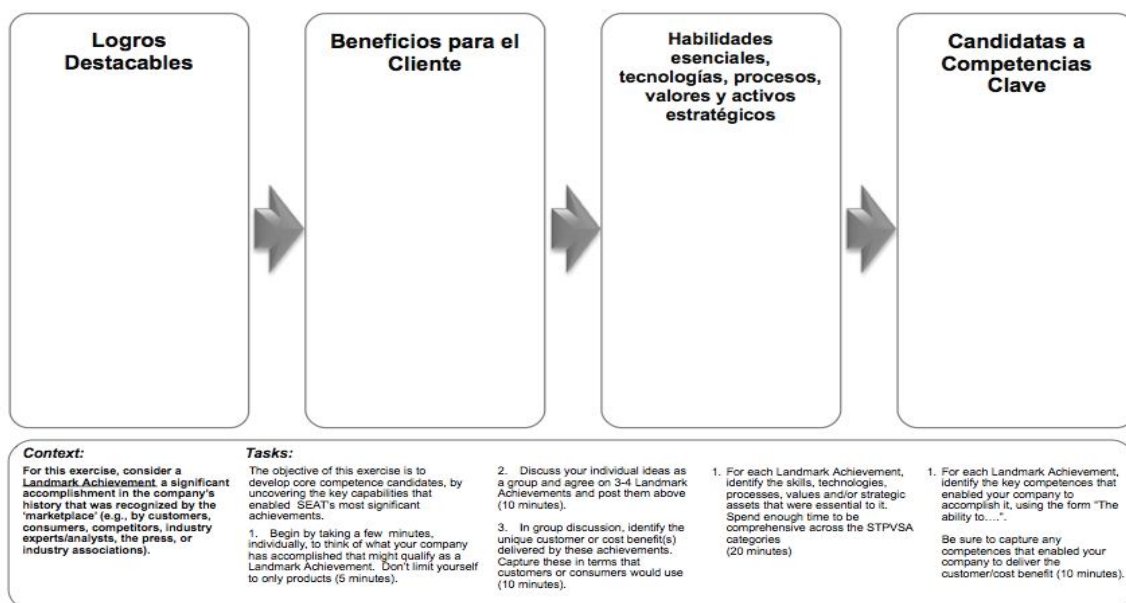 Logros
Destacables
Beneficios para el
Cliente
Habilidades
esenciales,
tecnologías, procesos,
valores y activos
estratégicos
Candidatas a
Competencias
Clave
Context:
For this exercise, consider a
Landmark Achievement a significant
accomplishment in the company's
history that was recognized by the
'marketplace' (e.g., by customers,
consumers, competitors, industry
experts/analysts, the press, or
industry associations).
Tasks:
The objective of this exercise is to
develop core competence candidates, by
uncovering the key capabilities that
enabled SEAT's most significant
achievements.
1. Begin by taking a few minutes,
individually, to think of what your company
has accomplished that might qualify as a
Landmark Achievement. Don't limit yourself
to only products (5 minutes).
2. Discuss your individual ideas as
a group and agree on 3-4 Landmark
Achievements and post them above
(10 minutes).
3. In group discussion, identify the
unique customer or cost benefit(s)
delivered by these achievements.
Capture these in terms that
customers or consumers would use
(10 minutes).
1. For each Landmark Achievement,
identify the skills, technologies,
processes, values and/or strategic
assets that were essential to it.
Spend enough time to be
comprehensive across the STPVSA
categories
(20 minutes)
1. For each Landmark Achievement,
identify the key competences that
enabled your company to
accomplish it, using the form "The
ability to....".
Be sure to capture any
competences that enabled your
company to deliver the
customer/cost benefit (10 minutes).